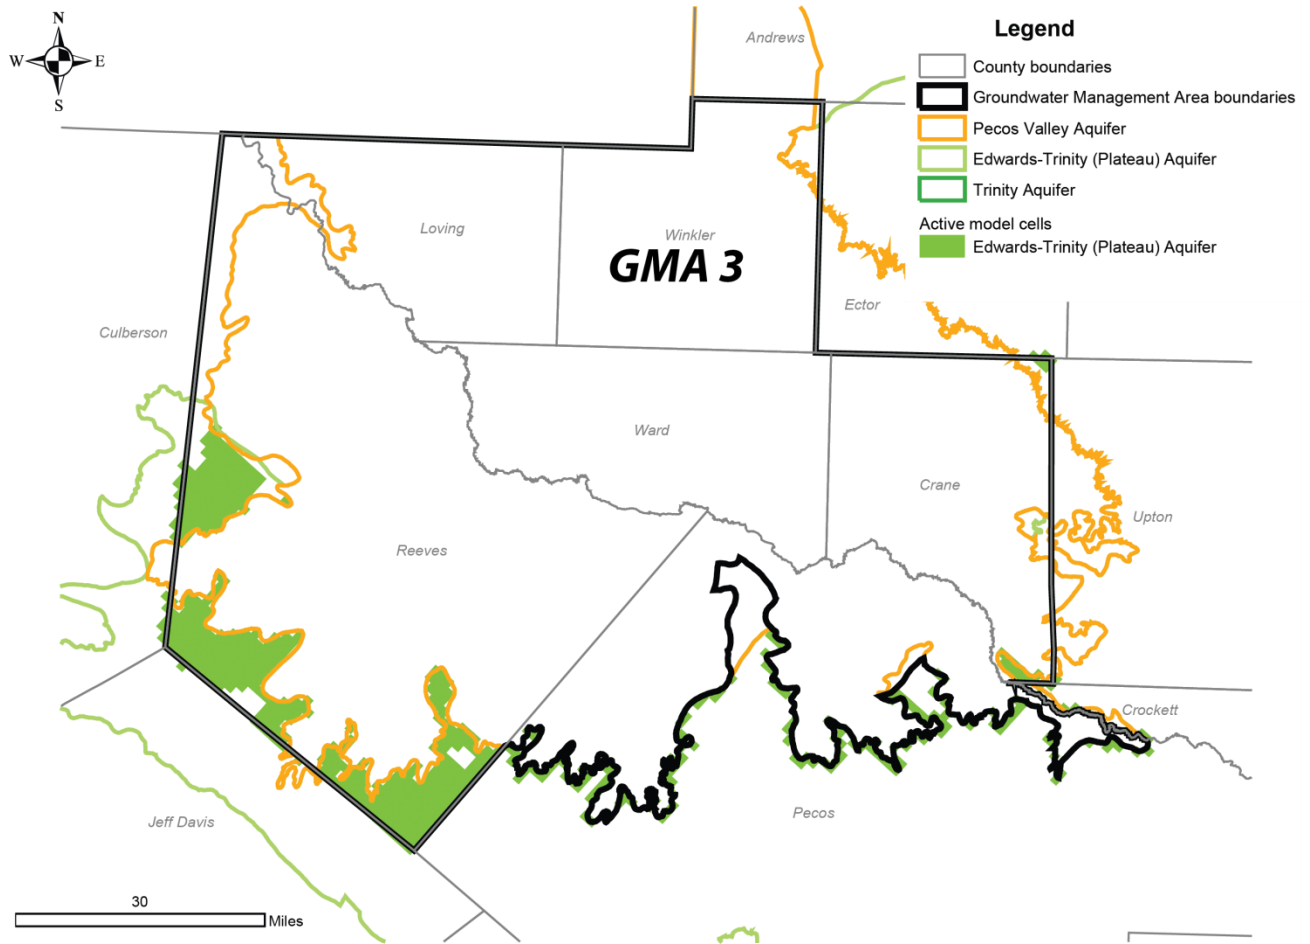 N
W E
S
Andrews
Legend
County boundaries
Groundwater Management Area boundaries
Pecos Valley Aquifer
Edwards-Trinity (Plateau) Aquifer
Trinity Aquifer
Active model cells
Edwards-Trinity (Plateau) Aquifer
Loving
Winkler
GMA 3
Ector
Culberson
Ward
Crane
Upton
Reeves
Crockett
Jeff Davis
Pecos
30
Miles